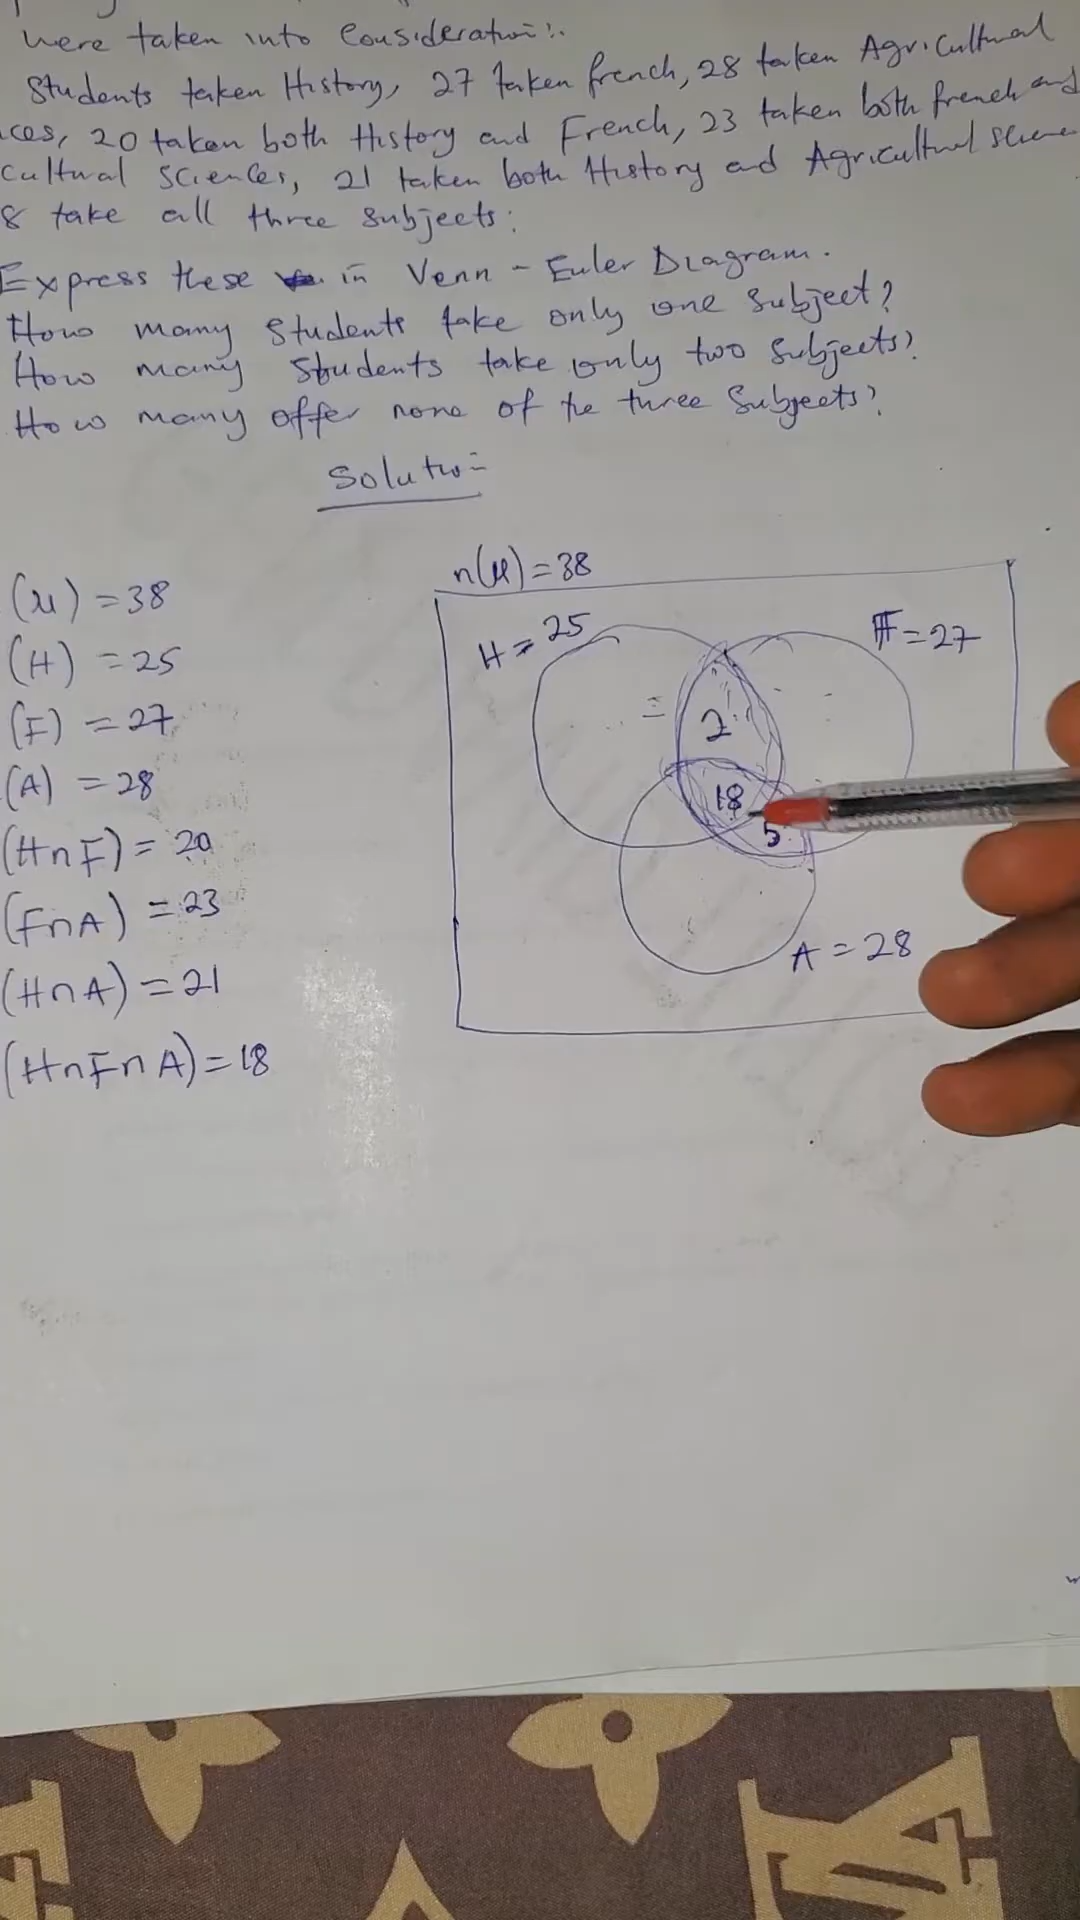 were taken into Consideration:.
Students taken History, 27 taken french, 28 taken Agricultural
ces, 20 taken both History and French, 23 taken both french and
cultural Sciences, 21 taken both History and Agricultural
8 take all three subjects:
Express these in Venn - Euler Diagram.
How many students take only one subject?
How many students take only two subjects?
How many offer none of the three Subjects?
Solution
n(μ) = 38
(μ) = 38
(H) = 25
(F) = 27
(A) = 28
(H∩F) = 20
(F∩A) = 23
(H∩A) = 21
(H∩F∩A) = 18
H = 25
F = 27
2
18
5
A = 28